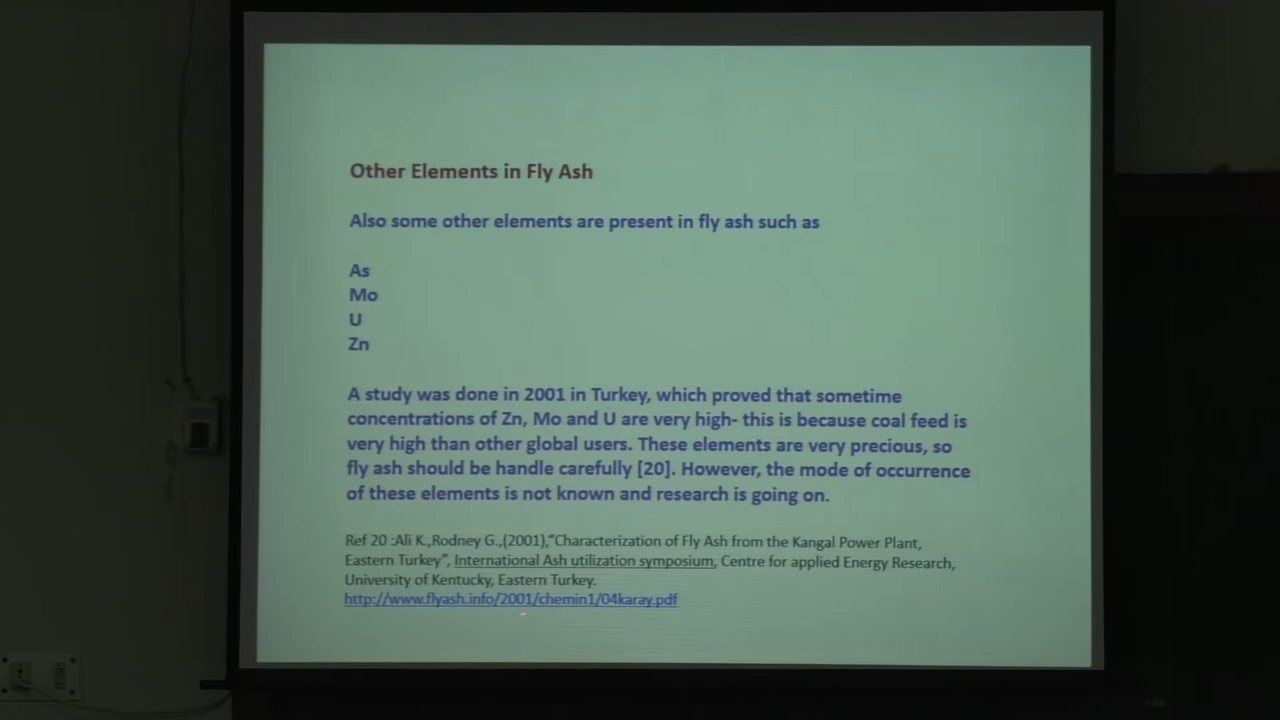 Other Elements in Fly Ash
Also some other elements are present in fly ash such as
As
Mo
U
Zn
A study was done in 2001 in Turkey, which proved that sometime
concentrations of Zn, Mo and U are very high- this is because coal feed is
very high than other global users. These elements are very precious, so
fly ash should be handle carefully [20]. However, the mode of occurrence
of these elements is not known and research is going on.
Ref 20 :Ali K.,Rodney G.,(2001),"Characterization of Fly Ash from the Kangal Power Plant,
Eastern Turkey", International Ash utilization symposium, Centre for applied Energy Research,
University of Kentucky, Eastern Turkey.
http://www.flyash.info/2001/chemin1/04karay.pdf